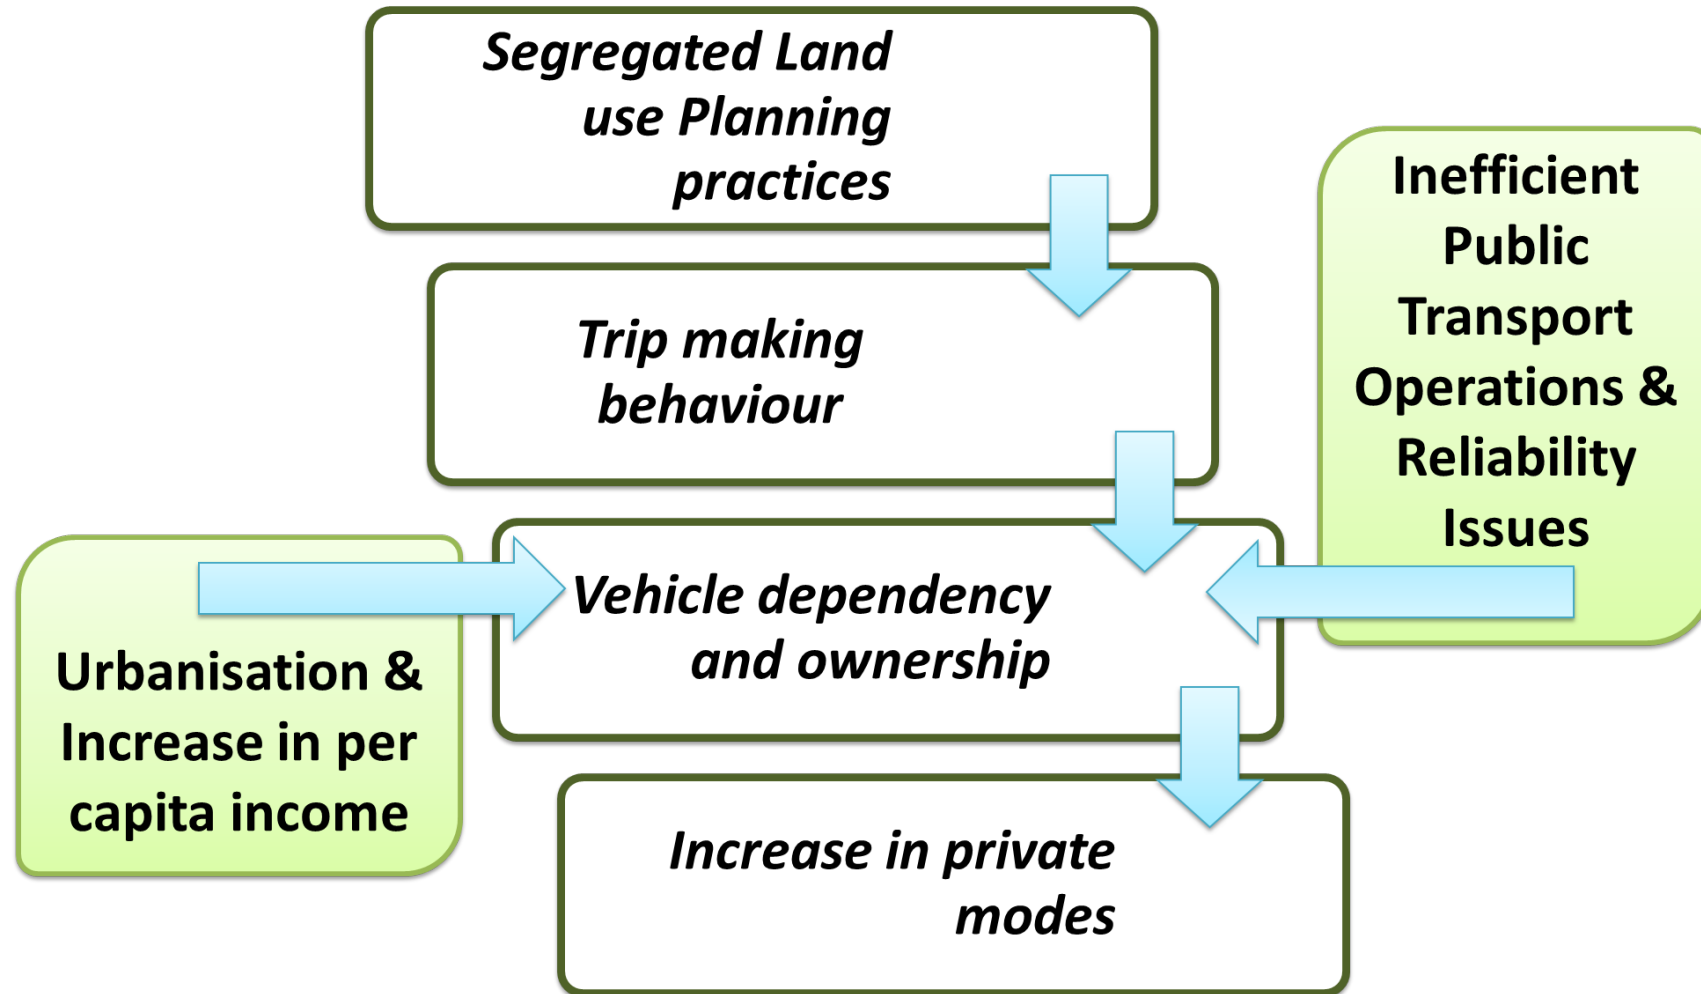 Segregated Land
use Planning
practices
Trip making
behaviour
Vehicle dependency
and ownership
Increase in private
modes
Urbanisation &
Increase in per
capita income
Inefficient
Public
Transport
Operations &
Reliability
Issues